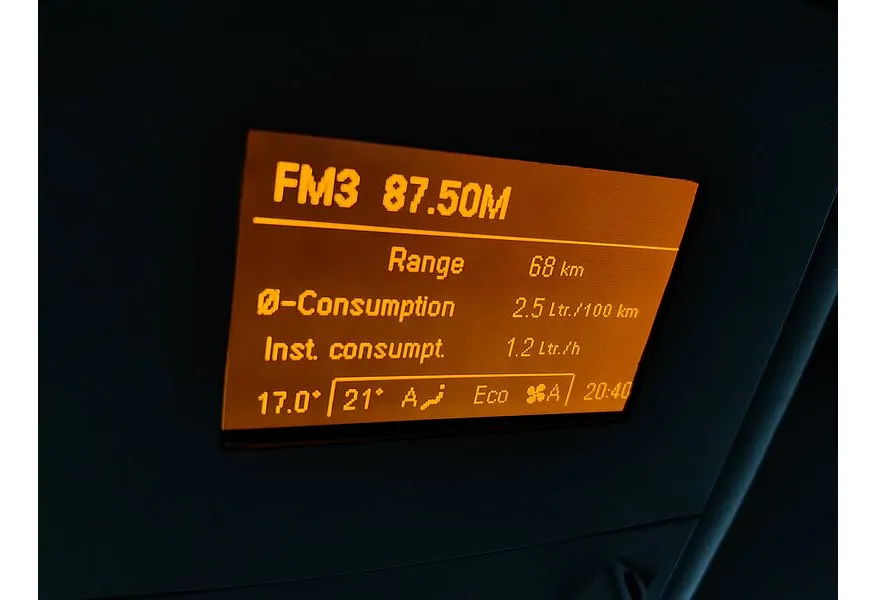 FM3 87.50M
Range 68 km
Ø-Consumption 2.5 Ltr./100 km
Inst. consumpt. 1.2 Ltr./h
17.0° 21° A Eco A 20:40